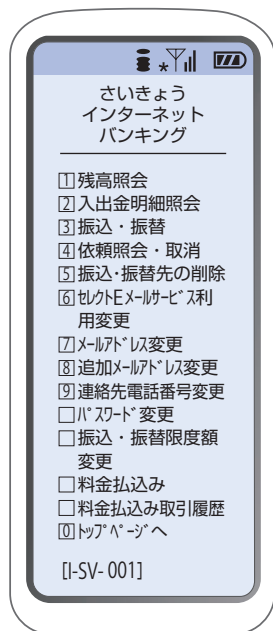 さいきょう
インターネット
バンキング
1残高照会
2入出金明細照会
3振込・振替
4依頼照会・取消
5振込・振替先の削除
6ｾﾚｸﾄEﾒｰﾙｻｰﾋﾞｽ利
用変更
7ﾒｰﾙｱﾄﾞﾚｽ変更
8追加ﾒｰﾙｱﾄﾞﾚｽ変更
9連絡先電話番号変更
□ﾊﾟｽﾜｰﾄﾞ変更
□振込・振替限度額
変更
□料金払込み
□料金払込み取引履歴
0ﾄｯﾌﾟﾍﾟｰｼﾞへ
[I-SV-001]